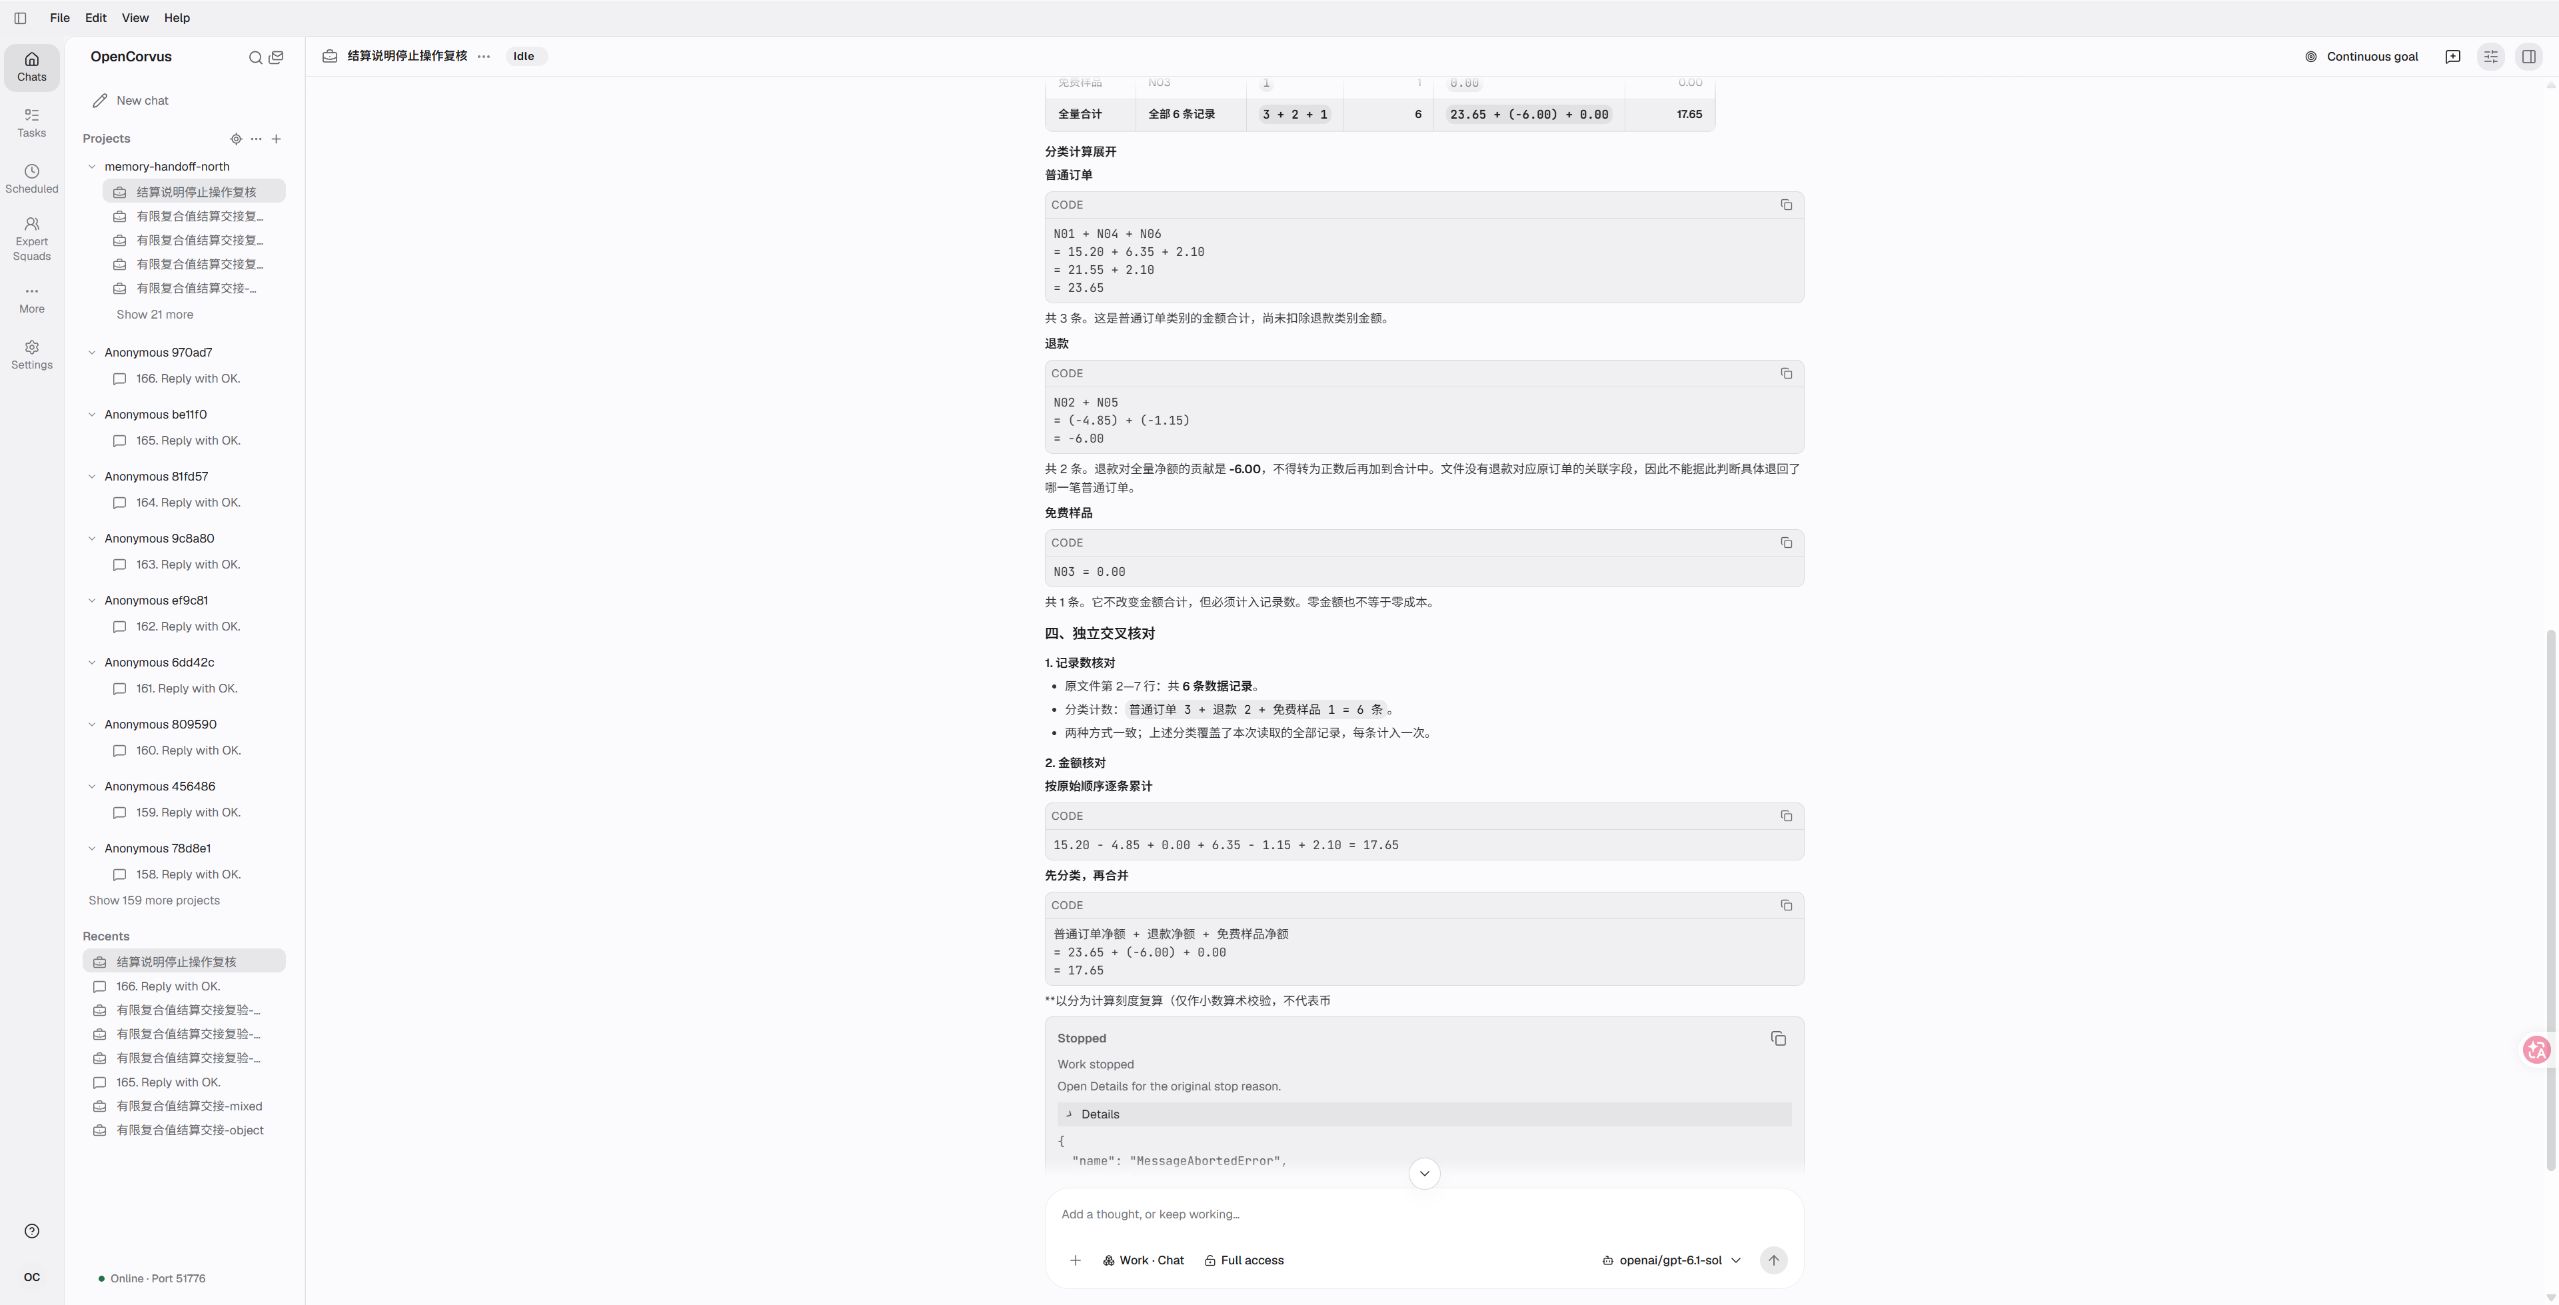 File Edit View Help
Chats
Tasks
Scheduled
Expert
Squads
More
Settings
OC
OpenCorvus
New chat
Projects
memory-handoff-north
结算说明停止操作复核
有限复合值结算交接复...
有限复合值结算交接复...
有限复合值结算交接复...
有限复合值结算交接-...
Show 21 more
Anonymous 970ad7
166. Reply with OK.
Anonymous be11f0
165. Reply with OK.
Anonymous 81fd57
164. Reply with OK.
Anonymous 9c8a80
163. Reply with OK.
Anonymous ef9c81
162. Reply with OK.
Anonymous 6dd42c
161. Reply with OK.
Anonymous 809590
160. Reply with OK.
Anonymous 456486
159. Reply with OK.
Anonymous 78d8e1
158. Reply with OK.
Show 159 more projects
Recents
结算说明停止操作复核
166. Reply with OK.
有限复合值结算交接复验-...
有限复合值结算交接复验-...
有限复合值结算交接复验-...
165. Reply with OK.
有限复合值结算交接-mixed
有限复合值结算交接-object
Online · Port 51776
结算说明停止操作复核 ... Idle
Continuous goal
免费样品 N03 1 1 0.00 0.00
全量合计 全部 6 条记录 3 + 2 + 1 6 23.65 + (-6.00) + 0.00 17.65
分类计算展开
普通订单
CODE
N01 + N04 + N06
= 15.20 + 6.35 + 2.10
= 21.55 + 2.10
= 23.65
共 3 条。这是普通订单类别的金额合计，尚未扣除退款类别金额。
退款
CODE
N02 + N05
= (-4.85) + (-1.15)
= -6.00
共 2 条。退款对全量净额的贡献是 -6.00，不得转为正数后再加到合计中。文件没有退款对应原订单的关联字段，因此不能据此判断具体退回了
哪一笔普通订单。
免费样品
CODE
N03 = 0.00
共 1 条。它不改变金额合计，但必须计入记录数。零金额也不等于零成本。
四、独立交叉核对
1. 记录数核对
• 原文件第 2—7 行：共 6 条数据记录。
• 分类计数：普通订单 3 + 退款 2 + 免费样品 1 = 6 条。
• 两种方式一致；上述分类覆盖了本次读取的全部记录，每条计入一次。
2. 金额核对
按原始顺序逐条累计
CODE
15.20 - 4.85 + 0.00 + 6.35 - 1.15 + 2.10 = 17.65
先分类，再合并
CODE
普通订单净额 + 退款净额 + 免费样品净额
= 23.65 + (-6.00) + 0.00
= 17.65
**以分为计算刻度复算（仅作小数算术校验，不代表币
Stopped
Work stopped
Open Details for the original stop reason.
Details
{
"name": "MessageAbortedError",
Add a thought, or keep working...
Work · Chat Full access openai/gpt-6.1-sol